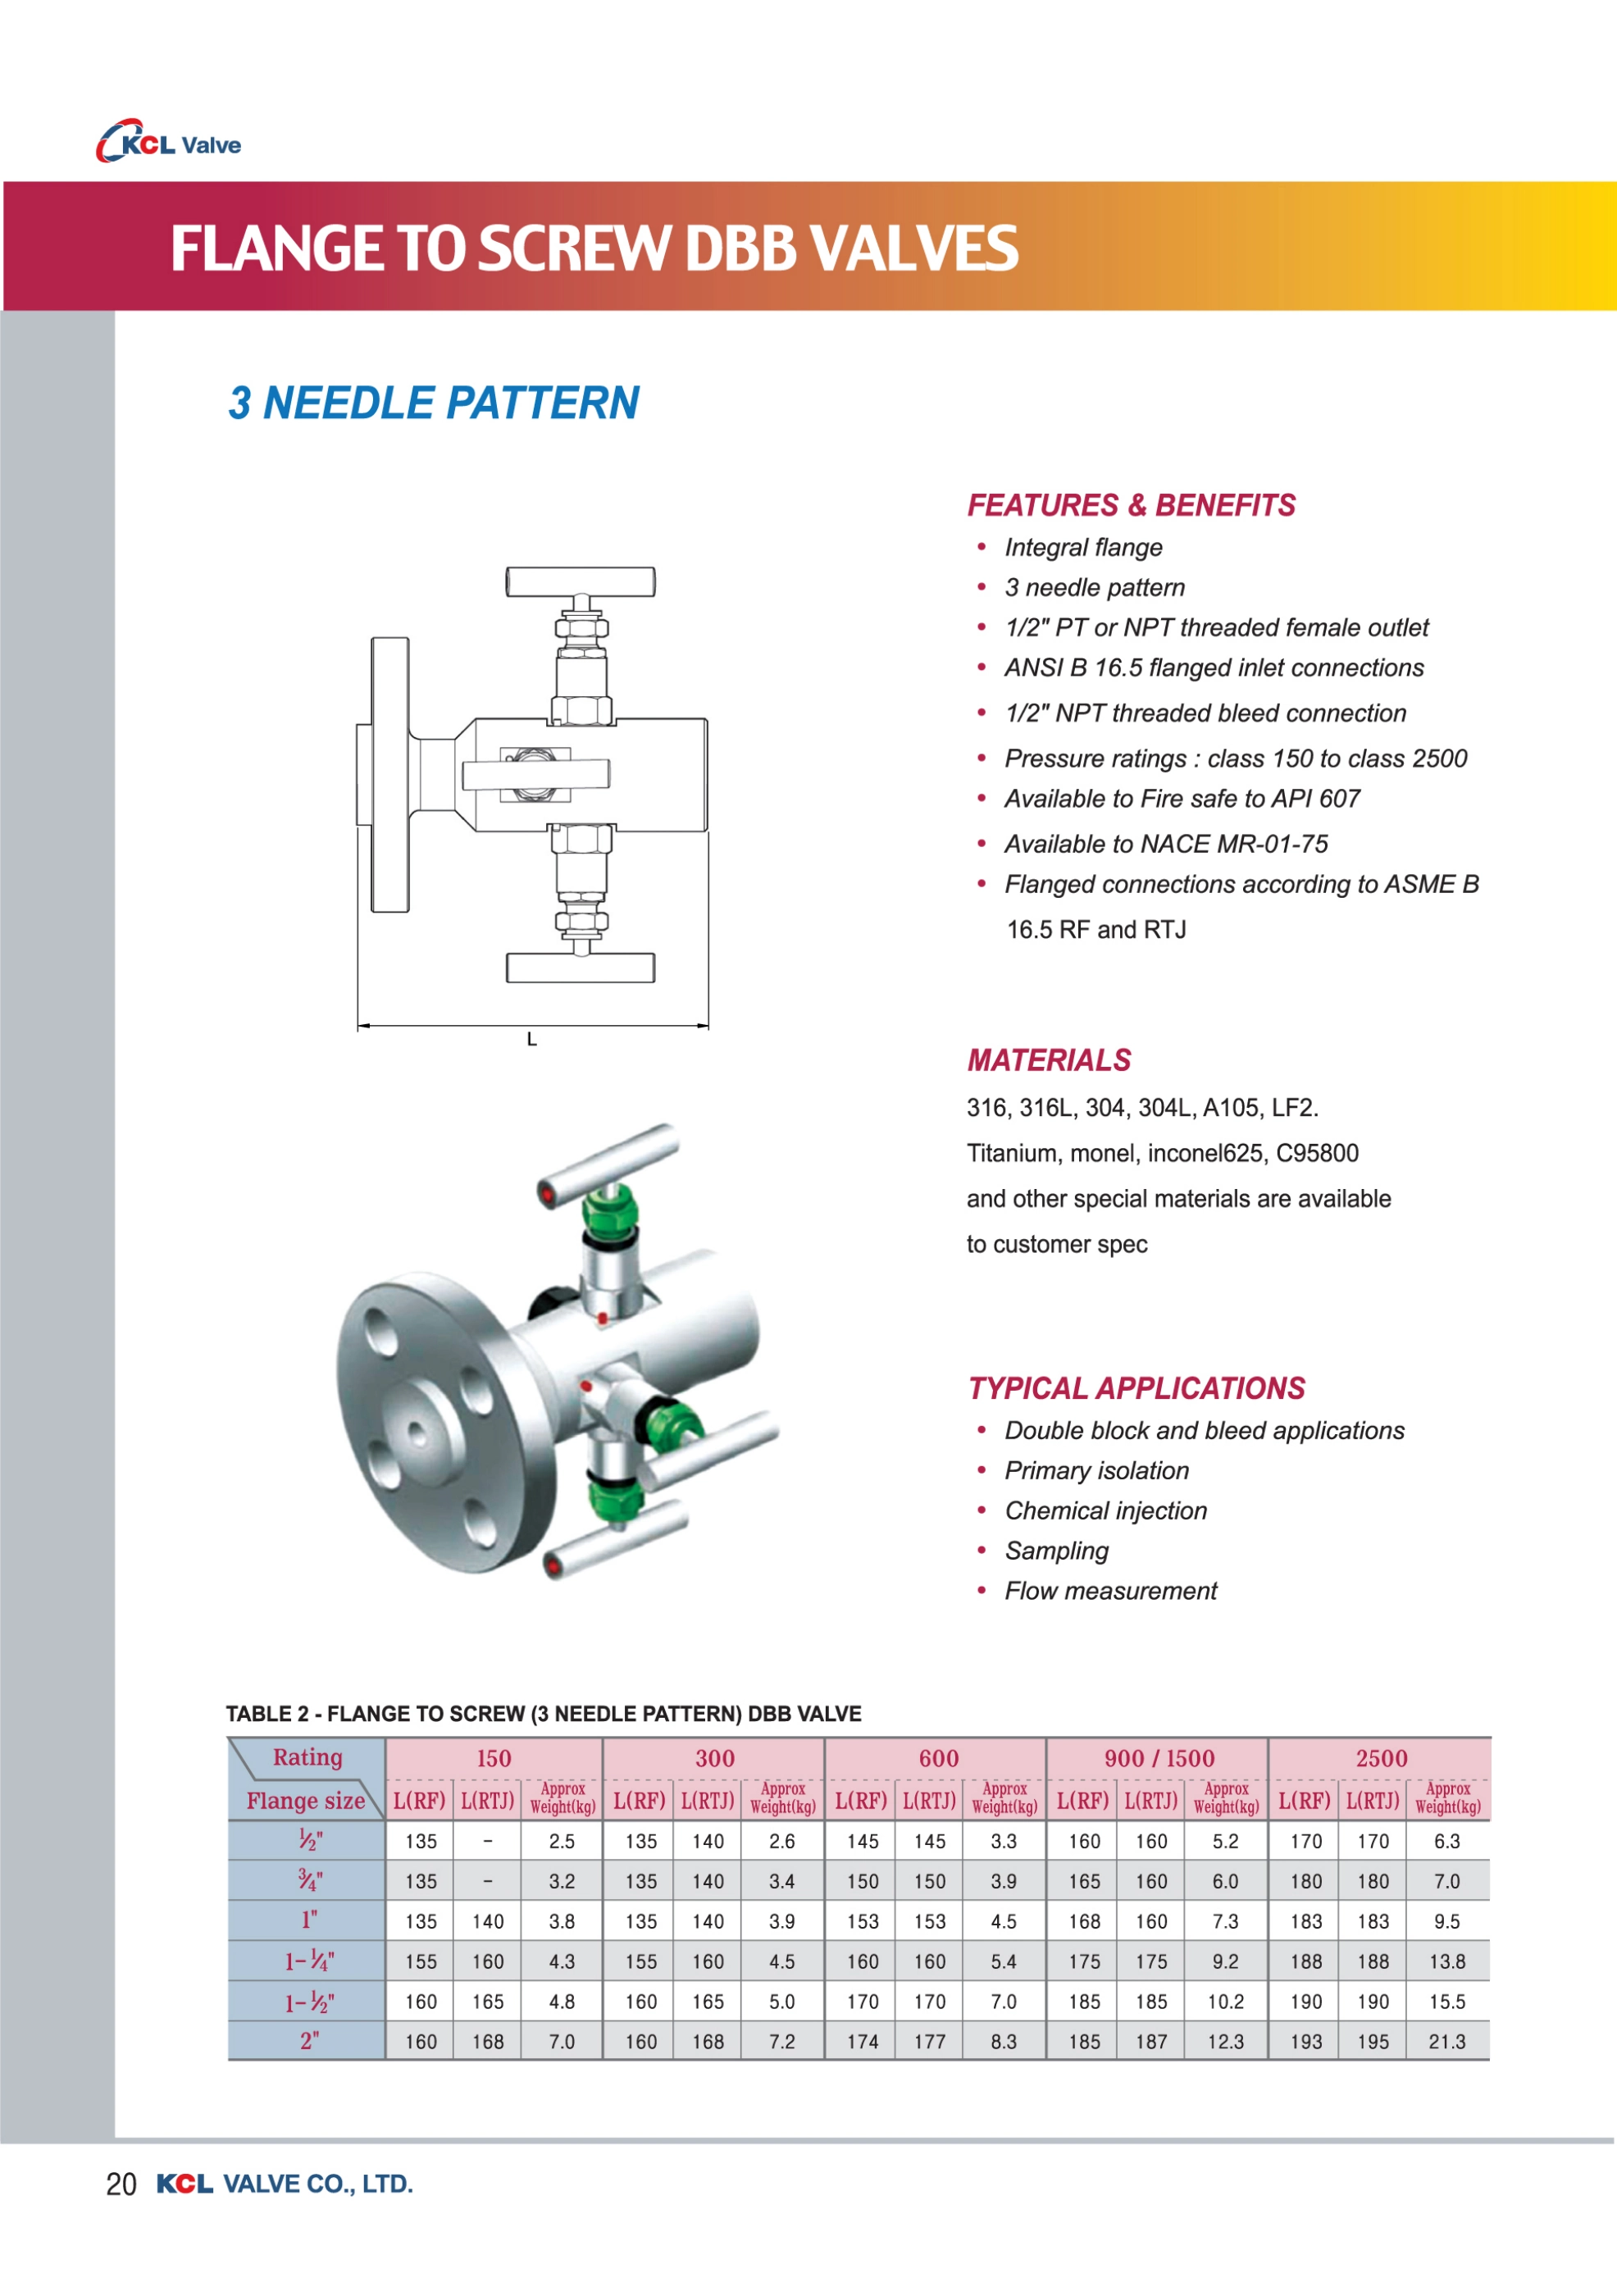 KCL Valve
FLANGE TO SCREW DBB VALVES
3 NEEDLE PATTERN
FEATURES & BENEFITS
• Integral flange
• 3 needle pattern
• 1/2" PT or NPT threaded female outlet
• ANSI B 16.5 flanged inlet connections
• 1/2" NPT threaded bleed connection
• Pressure ratings : class 150 to class 2500
• Available to Fire safe to API 607
• Available to NACE MR-01-75
• Flanged connections according to ASME B
16.5 RF and RTJ
L
MATERIALS
316, 316L, 304, 304L, A105, LF2.
Titanium, monel, inconel625, C95800
and other special materials are available
to customer spec
TYPICAL APPLICATIONS
• Double block and bleed applications
• Primary isolation
• Chemical injection
• Sampling
• Flow measurement
TABLE 2 - FLANGE TO SCREW (3 NEEDLE PATTERN) DBB VALVE
Rating 150 300 600 900 / 1500 2500
Flange size L(RF) L(RTJ) Approx Weight(kg) L(RF) L(RTJ) Approx Weight(kg) L(RF) L(RTJ) Approx Weight(kg) L(RF) L(RTJ) Approx Weight(kg) L(RF) L(RTJ) Approx Weight(kg)
½" 135 - 2.5 135 140 2.6 145 145 3.3 160 160 5.2 170 170 6.3
¾" 135 - 3.2 135 140 3.4 150 150 3.9 165 160 6.0 180 180 7.0
1" 135 140 3.8 135 140 3.9 153 153 4.5 168 160 7.3 183 183 9.5
1-¼" 155 160 4.3 155 160 4.5 160 160 5.4 175 175 9.2 188 188 13.8
1-½" 160 165 4.8 160 165 5.0 170 170 7.0 185 185 10.2 190 190 15.5
2" 160 168 7.0 160 168 7.2 174 177 8.3 185 187 12.3 193 195 21.3
20 KCL VALVE CO., LTD.